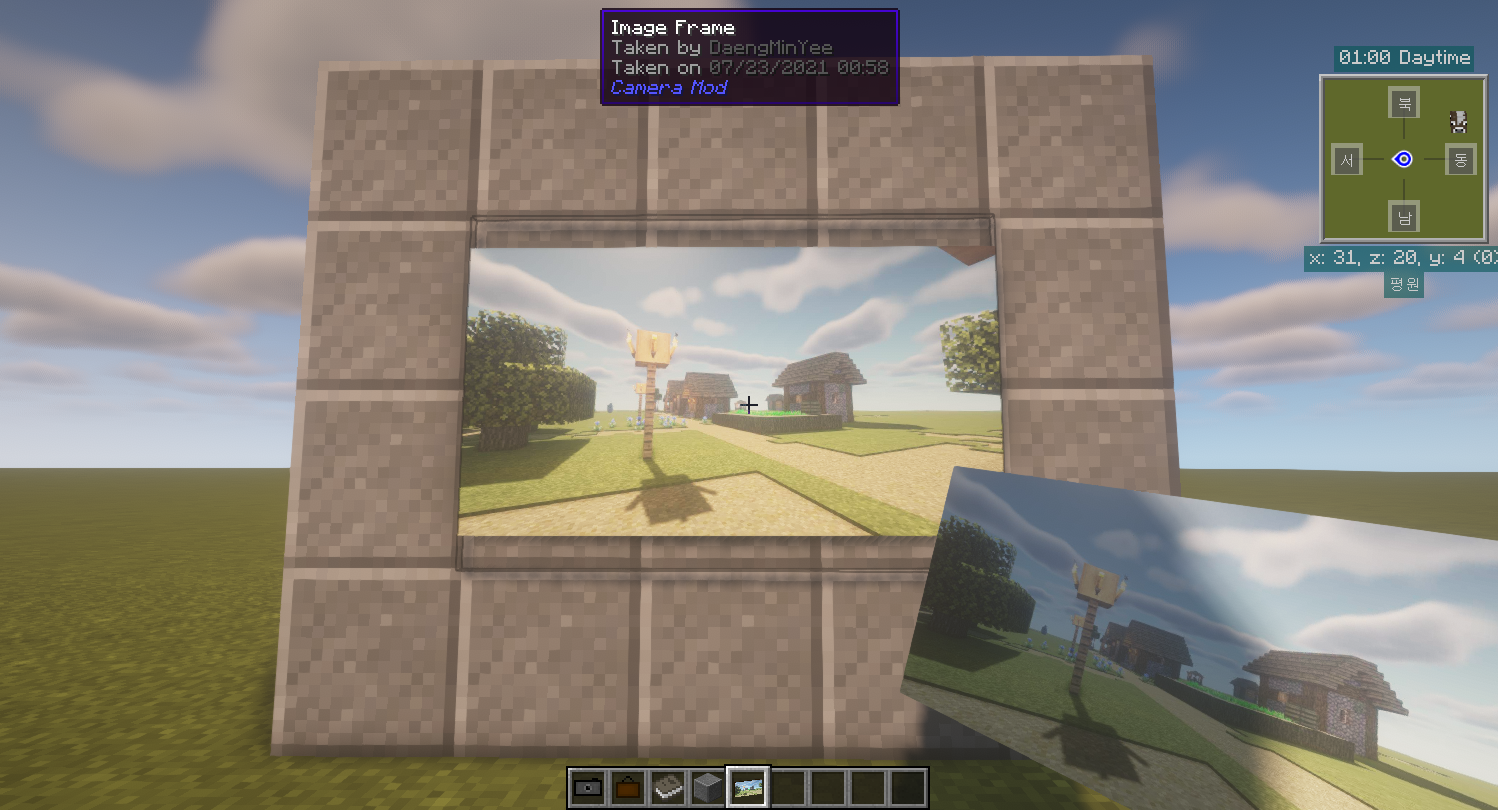 Image Frame
Taken by DaengMinYee
Taken on 07/23/2021 00:58
Camera Mod
01:00 Daytime
북
서
동
남
x: 31, z: 20, y: 4 (0)
평원